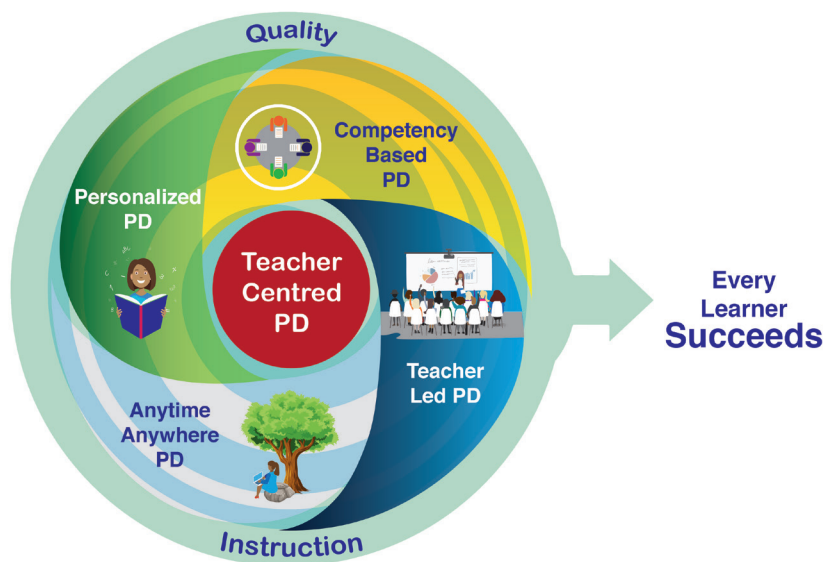 Quality
Competency
Based
PD
Personalized
PD
Teacher
Centred
PD
Teacher
Led PD
Anytime
Anywhere
PD
Instruction
Every
Learner
Succeeds